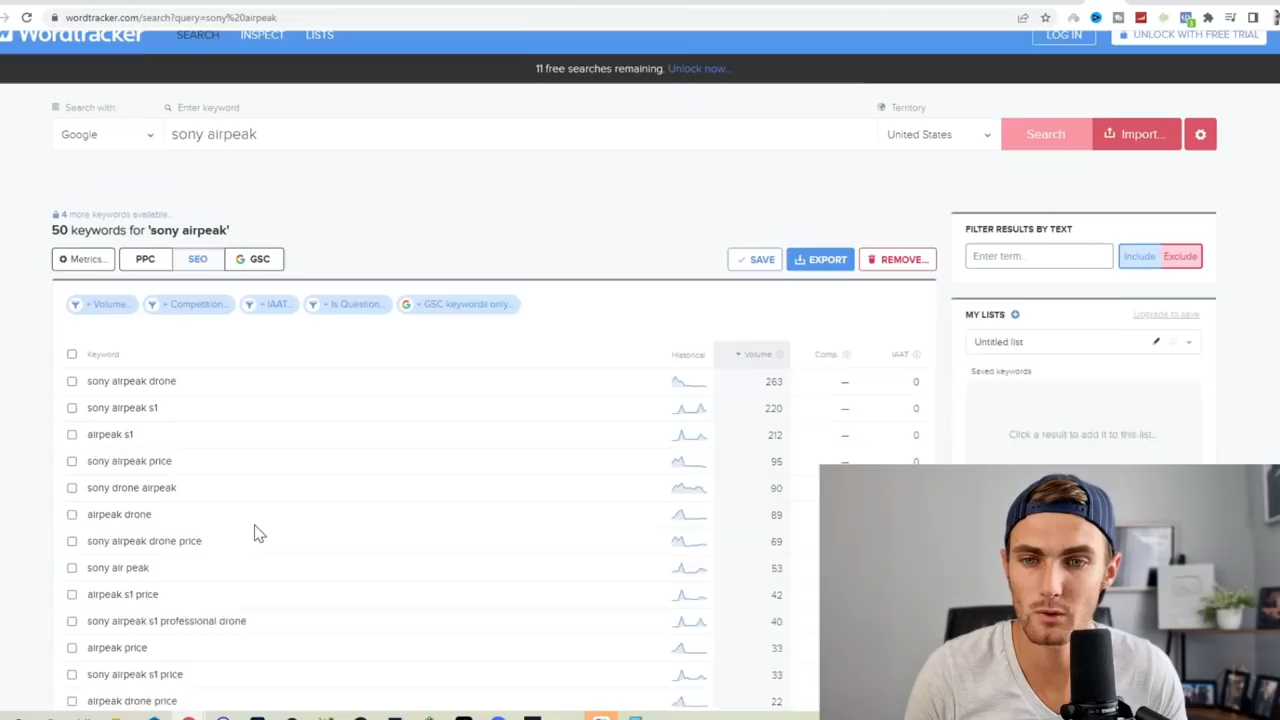 wordtracker.com/search?query=sony%20airpeak
Wordtracker SEARCH INSPECT LISTS LOG IN UNLOCK WITH FREE TRIAL
11 free searches remaining. Unlock now...
Search with: Enter keyword Territory
Google sony airpeak United States Search Import...
4 more keywords available...
50 keywords for 'sony airpeak'
Metrics... PPC SEO GSC SAVE EXPORT REMOVE...
+ Volume... + Competition... + IAAT... + Is Question... + GSC keywords only...
Keyword Historical Volume Comp IAAT
sony airpeak drone 263 – 0
sony airpeak s1 220 – 0
airpeak s1 212 – 0
sony airpeak price 95 – 0
sony drone airpeak 90
airpeak drone 89
sony airpeak drone price 69
sony air peak 53
airpeak s1 price 42
sony airpeak s1 professional drone 40
airpeak price 33
sony airpeak s1 price 33
airpeak drone price 22
FILTER RESULTS BY TEXT
Enter term... Include Exclude
MY LISTS Upgrade to save
Untitled list
Saved keywords
Click a result to add it to this list...